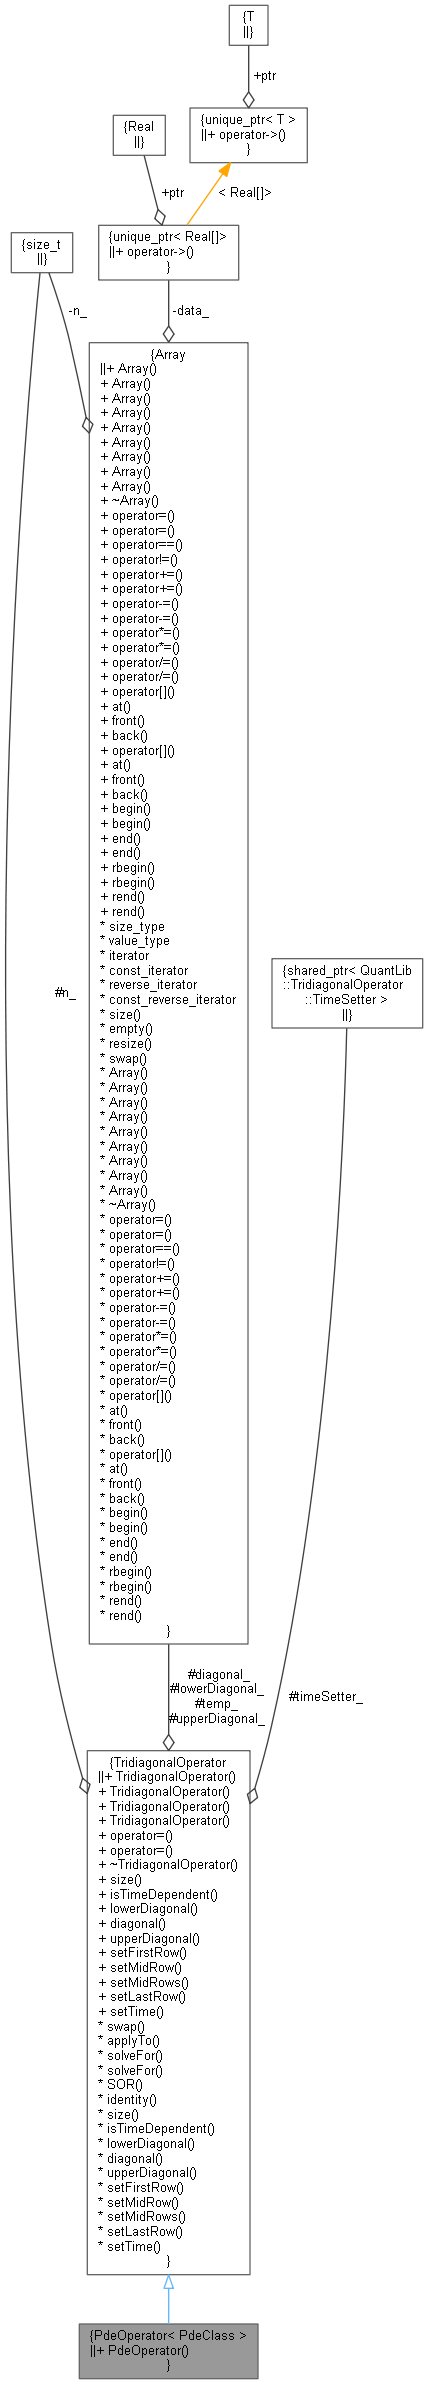 {T
||}
+ptr
{unique_ptr< T >
||+ operator->()
}
{Real
||}
+ptr
< Real[]>
{unique_ptr< Real[]>
||+ operator->()
}
{size_t
||}
-n_
-data_
{Array
||+ Array()
+ Array()
+ Array()
+ Array()
+ Array()
+ Array()
+ Array()
+ Array()
+ Array()
+ ~Array()
+ operator=()
+ operator=()
+ operator==()
+ operator!=()
+ operator+=()
+ operator+=()
+ operator-=()
+ operator-=()
+ operator*=()
+ operator*=()
+ operator/=()
+ operator/=()
+ operator[]()
+ at()
+ front()
+ back()
+ operator[]()
+ at()
+ front()
+ back()
+ begin()
+ begin()
+ end()
+ end()
+ rbegin()
+ rbegin()
+ rend()
+ rend()
* size_type
* value_type
* iterator
* const_iterator
* reverse_iterator
* const_reverse_iterator
* size()
* empty()
* resize()
* swap()
* Array()
* Array()
* Array()
* Array()
* Array()
* Array()
* Array()
* Array()
* Array()
* ~Array()
* operator=()
* operator=()
* operator==()
* operator!=()
* operator+=()
* operator+=()
* operator-=()
* operator-=()
* operator*=()
* operator*=()
* operator/=()
* operator/=()
* operator[]()
* at()
* front()
* back()
* operator[]()
* at()
* front()
* back()
* begin()
* begin()
* end()
* end()
* rbegin()
* rbegin()
* rend()
* rend()
}
#n_
{shared_ptr< QuantLib
::TridiagonalOperator
::TimeSetter >
||}
#diagonal_
#lowerDiagonal_
#temp_
#upperDiagonal_
#timeSetter_
{TridiagonalOperator
||+ TridiagonalOperator()
+ TridiagonalOperator()
+ TridiagonalOperator()
+ TridiagonalOperator()
+ operator=()
+ operator=()
+ ~TridiagonalOperator()
+ size()
+ isTimeDependent()
+ lowerDiagonal()
+ diagonal()
+ upperDiagonal()
+ setFirstRow()
+ setMidRow()
+ setMidRows()
+ setLastRow()
+ setTime()
* swap()
* applyTo()
* solveFor()
* solveFor()
* SOR()
* identity()
* size()
* isTimeDependent()
* lowerDiagonal()
* diagonal()
* upperDiagonal()
* setFirstRow()
* setMidRow()
* setMidRows()
* setLastRow()
* setTime()
}
{PdeOperator< PdeClass >
||+ PdeOperator()
}